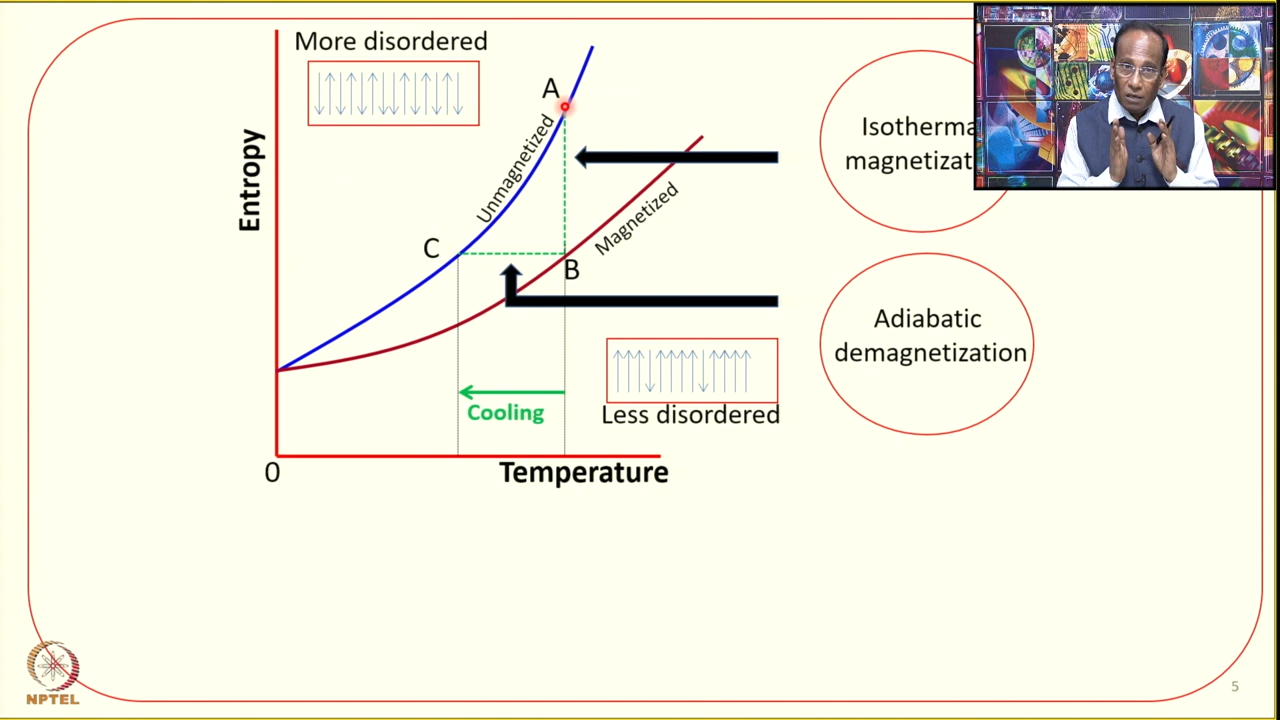 More disordered
A
Unmagnetized
Entropy
Magnetized
C
B
Cooling
Less disordered
0
Temperature
Adiabatic
demagnetization
NPTEL
5